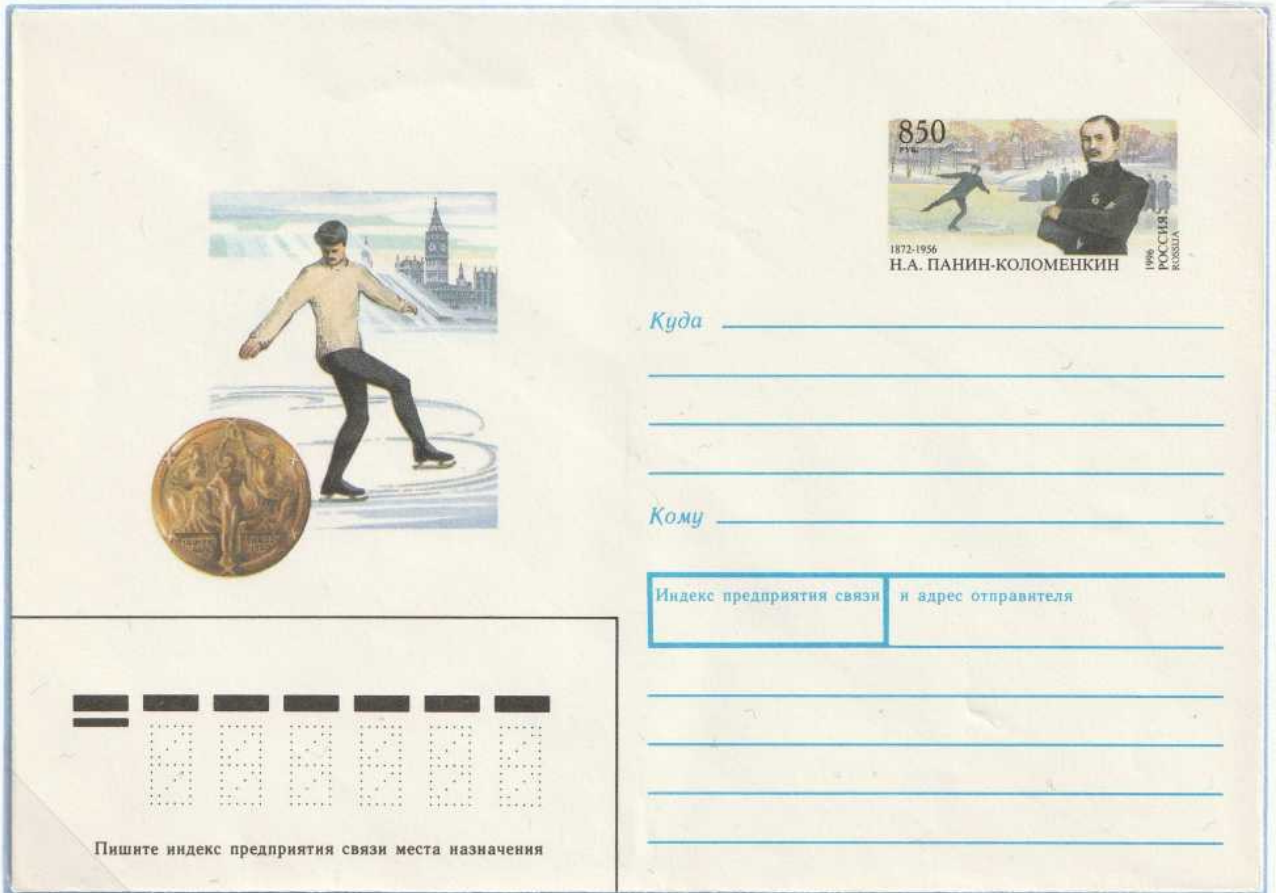 850
РУБ.
1872-1956
Н.А. ПАНИН-КОЛОМЕНКИН
1996
РОССИЯ
ROSSIJA
Куда
Кому
Индекс предприятия связи и адрес отправителя
Пишите индекс предприятия связи места назначения